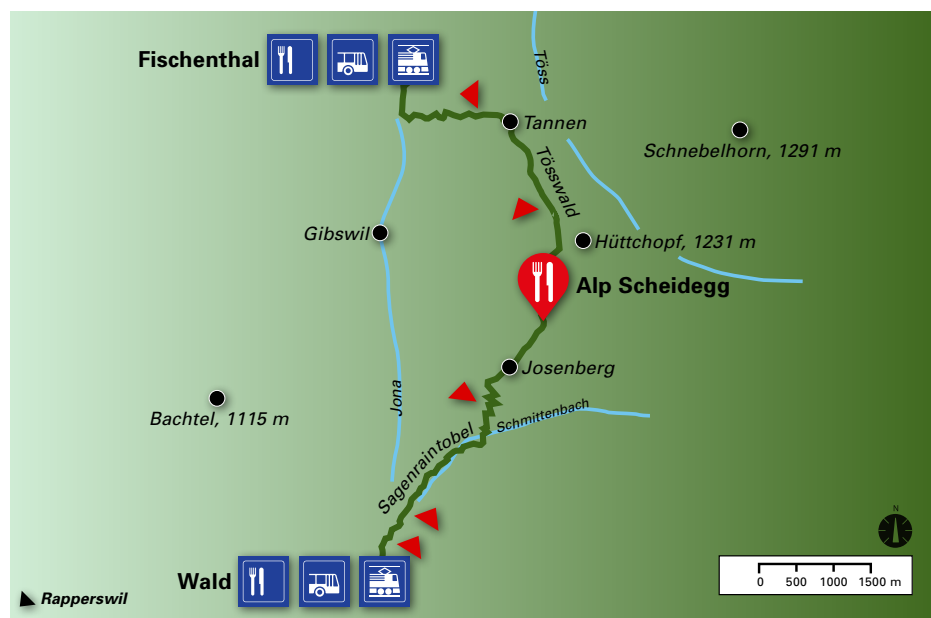 Fischenthal
Töss
Tannen
Schnebelhorn, 1291 m
Tösswald
Gibswil
Hüttchopf, 1231 m
Alp Scheidegg
Josenberg
Jona
Bachtel, 1115 m
Schmittenbach
Sagenraintobel
N
Wald
0 500 1000 1500 m
Rapperswil